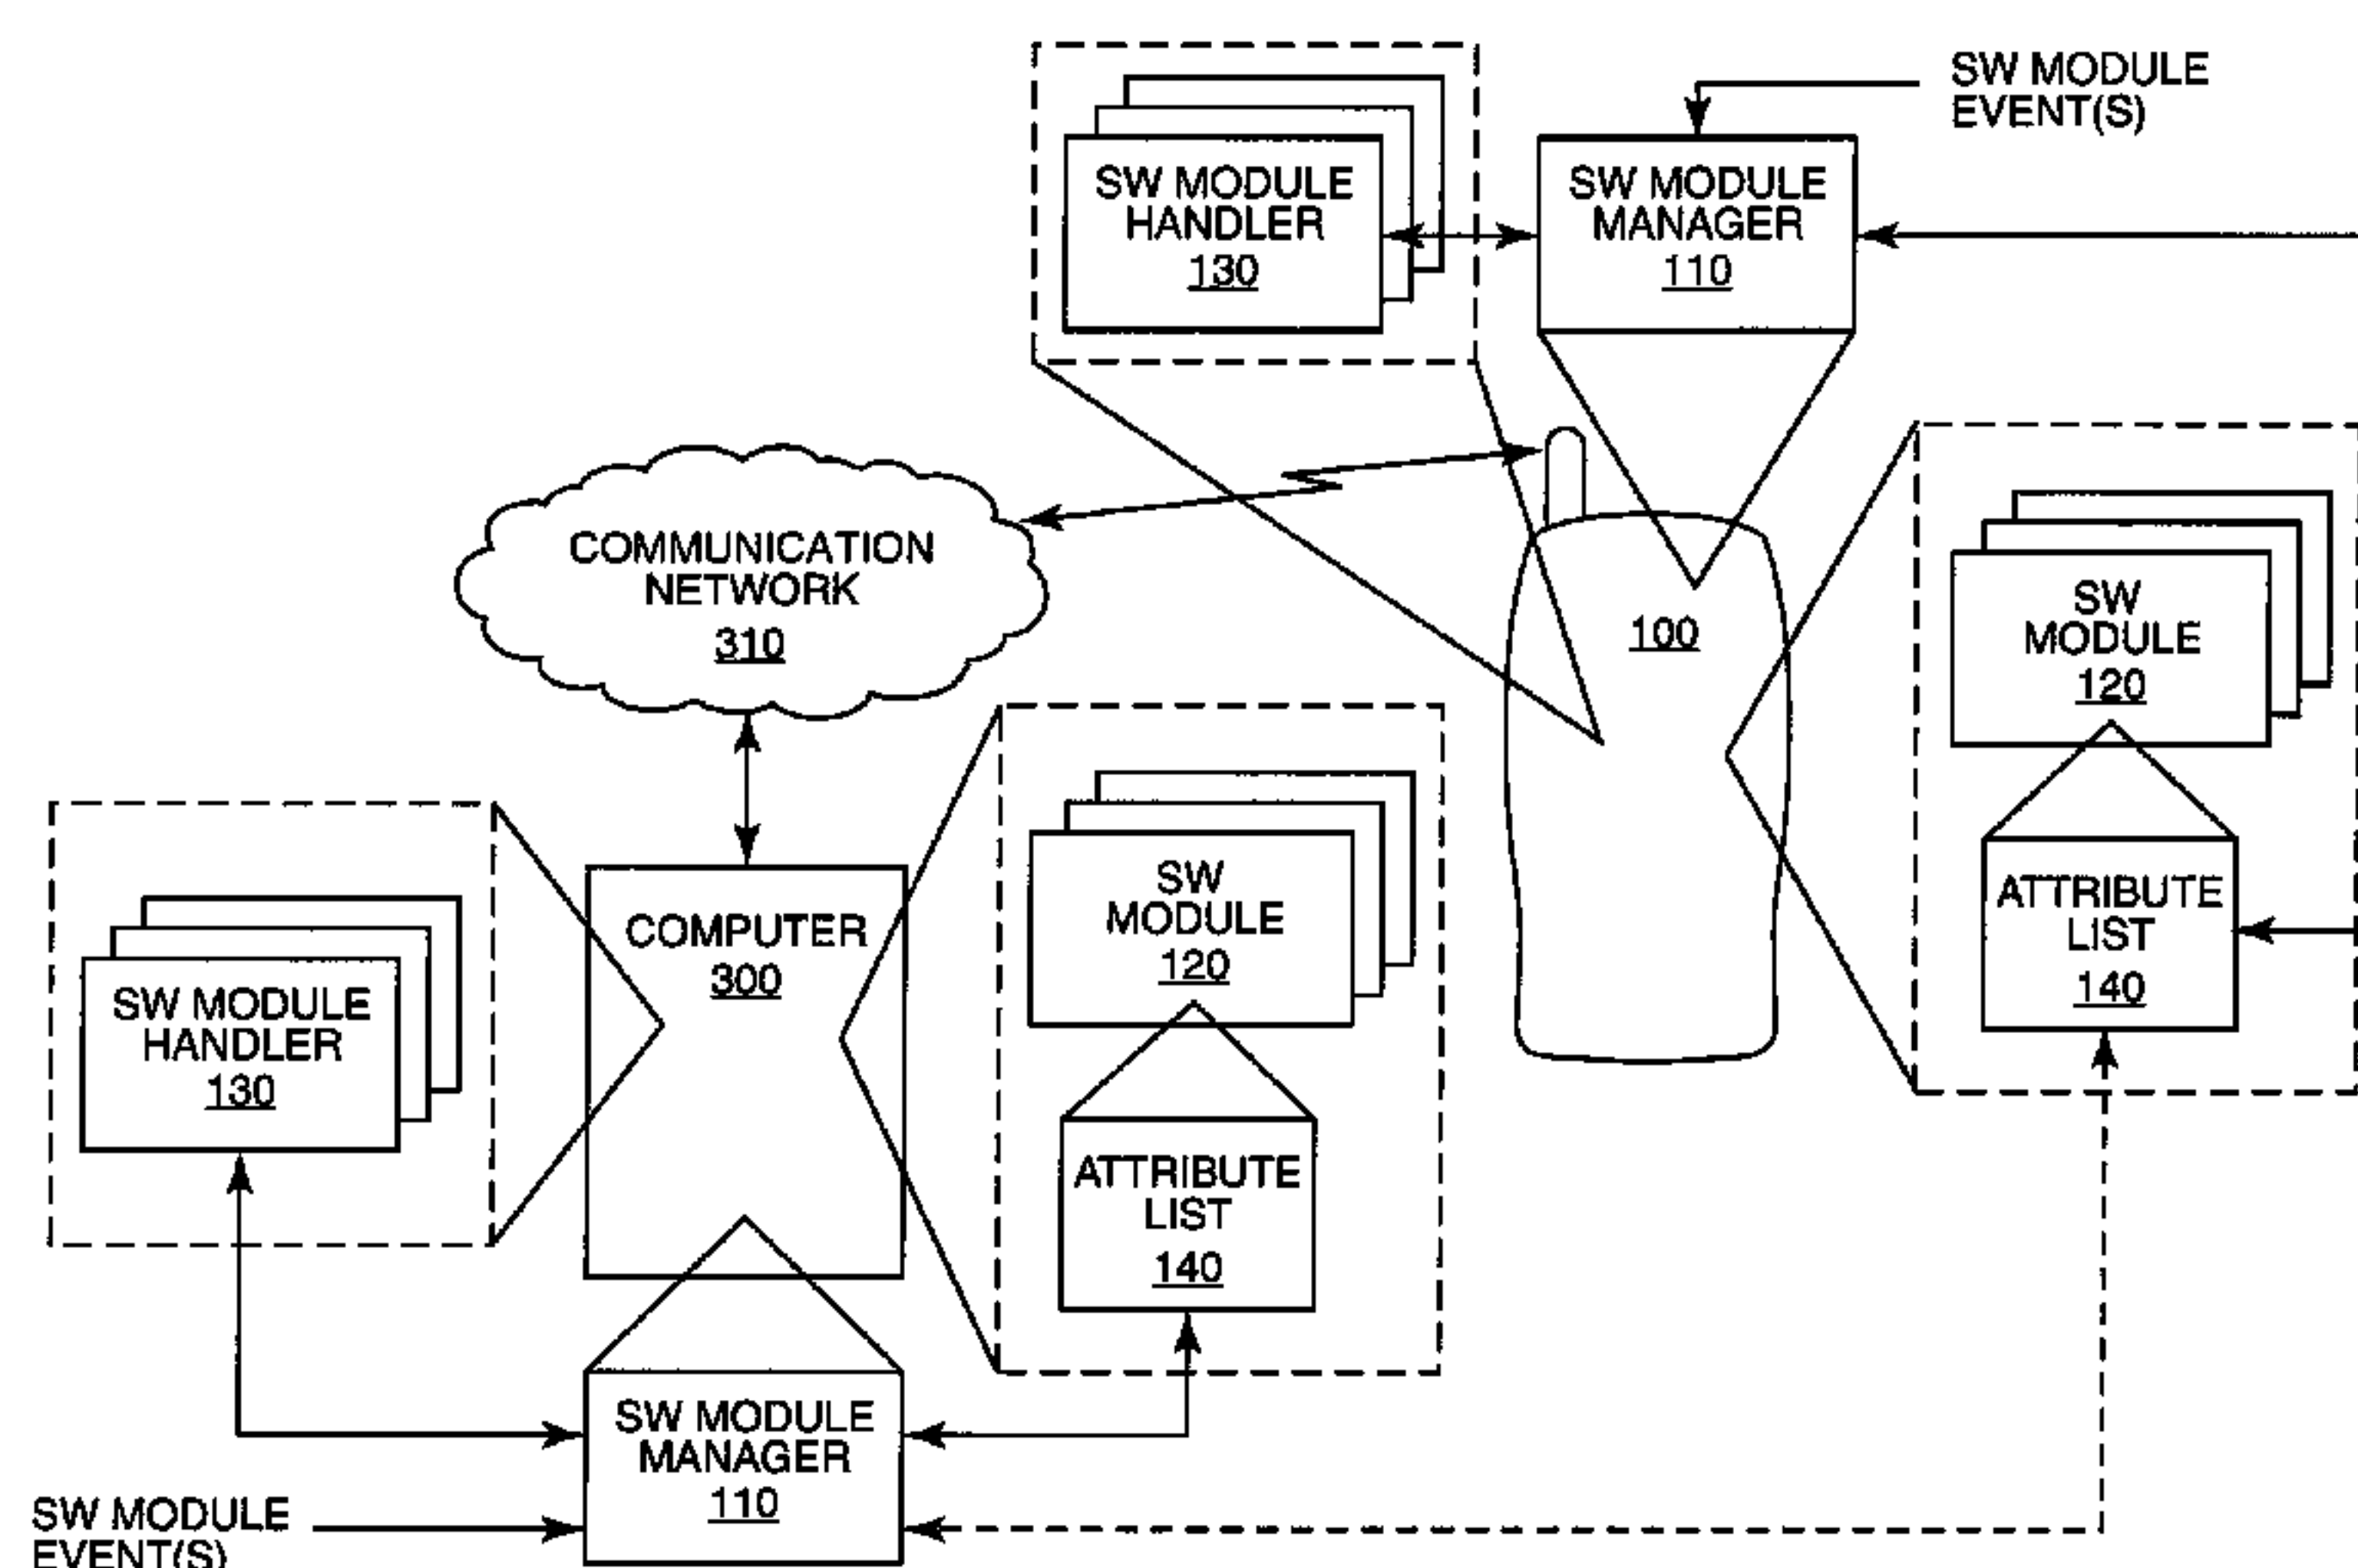 SW MODULE
EVENT(S)
SW MODULE
HANDLER
130
SW MODULE
MANAGER
110
COMMUNICATION
NETWORK
310
100
SW
MODULE
120
ATTRIBUTE
LIST
140
COMPUTER
300
SW
MODULE
120
ATTRIBUTE
LIST
140
SW MODULE
HANDLER
130
SW MODULE
MANAGER
110
SW MODULE
EVENT(S)